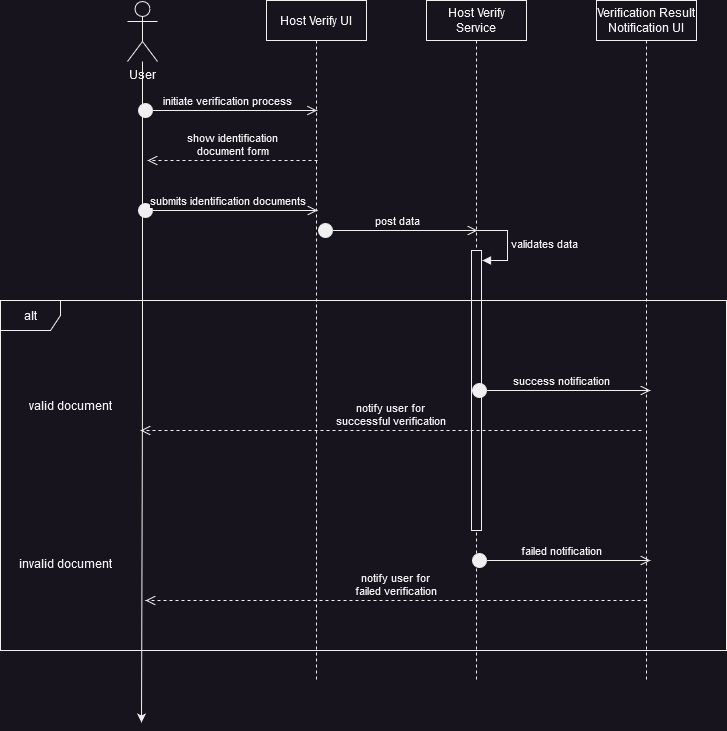 Host Verify UI
Host Verify
Service
Verification Result
Notification UI
User
initiate verification process
show identification
document form
submits identification documents
post data
validates data
alt
success notification
valid document
notify user for
successful verification
failed notification
invalid document
notify user for
failed verification